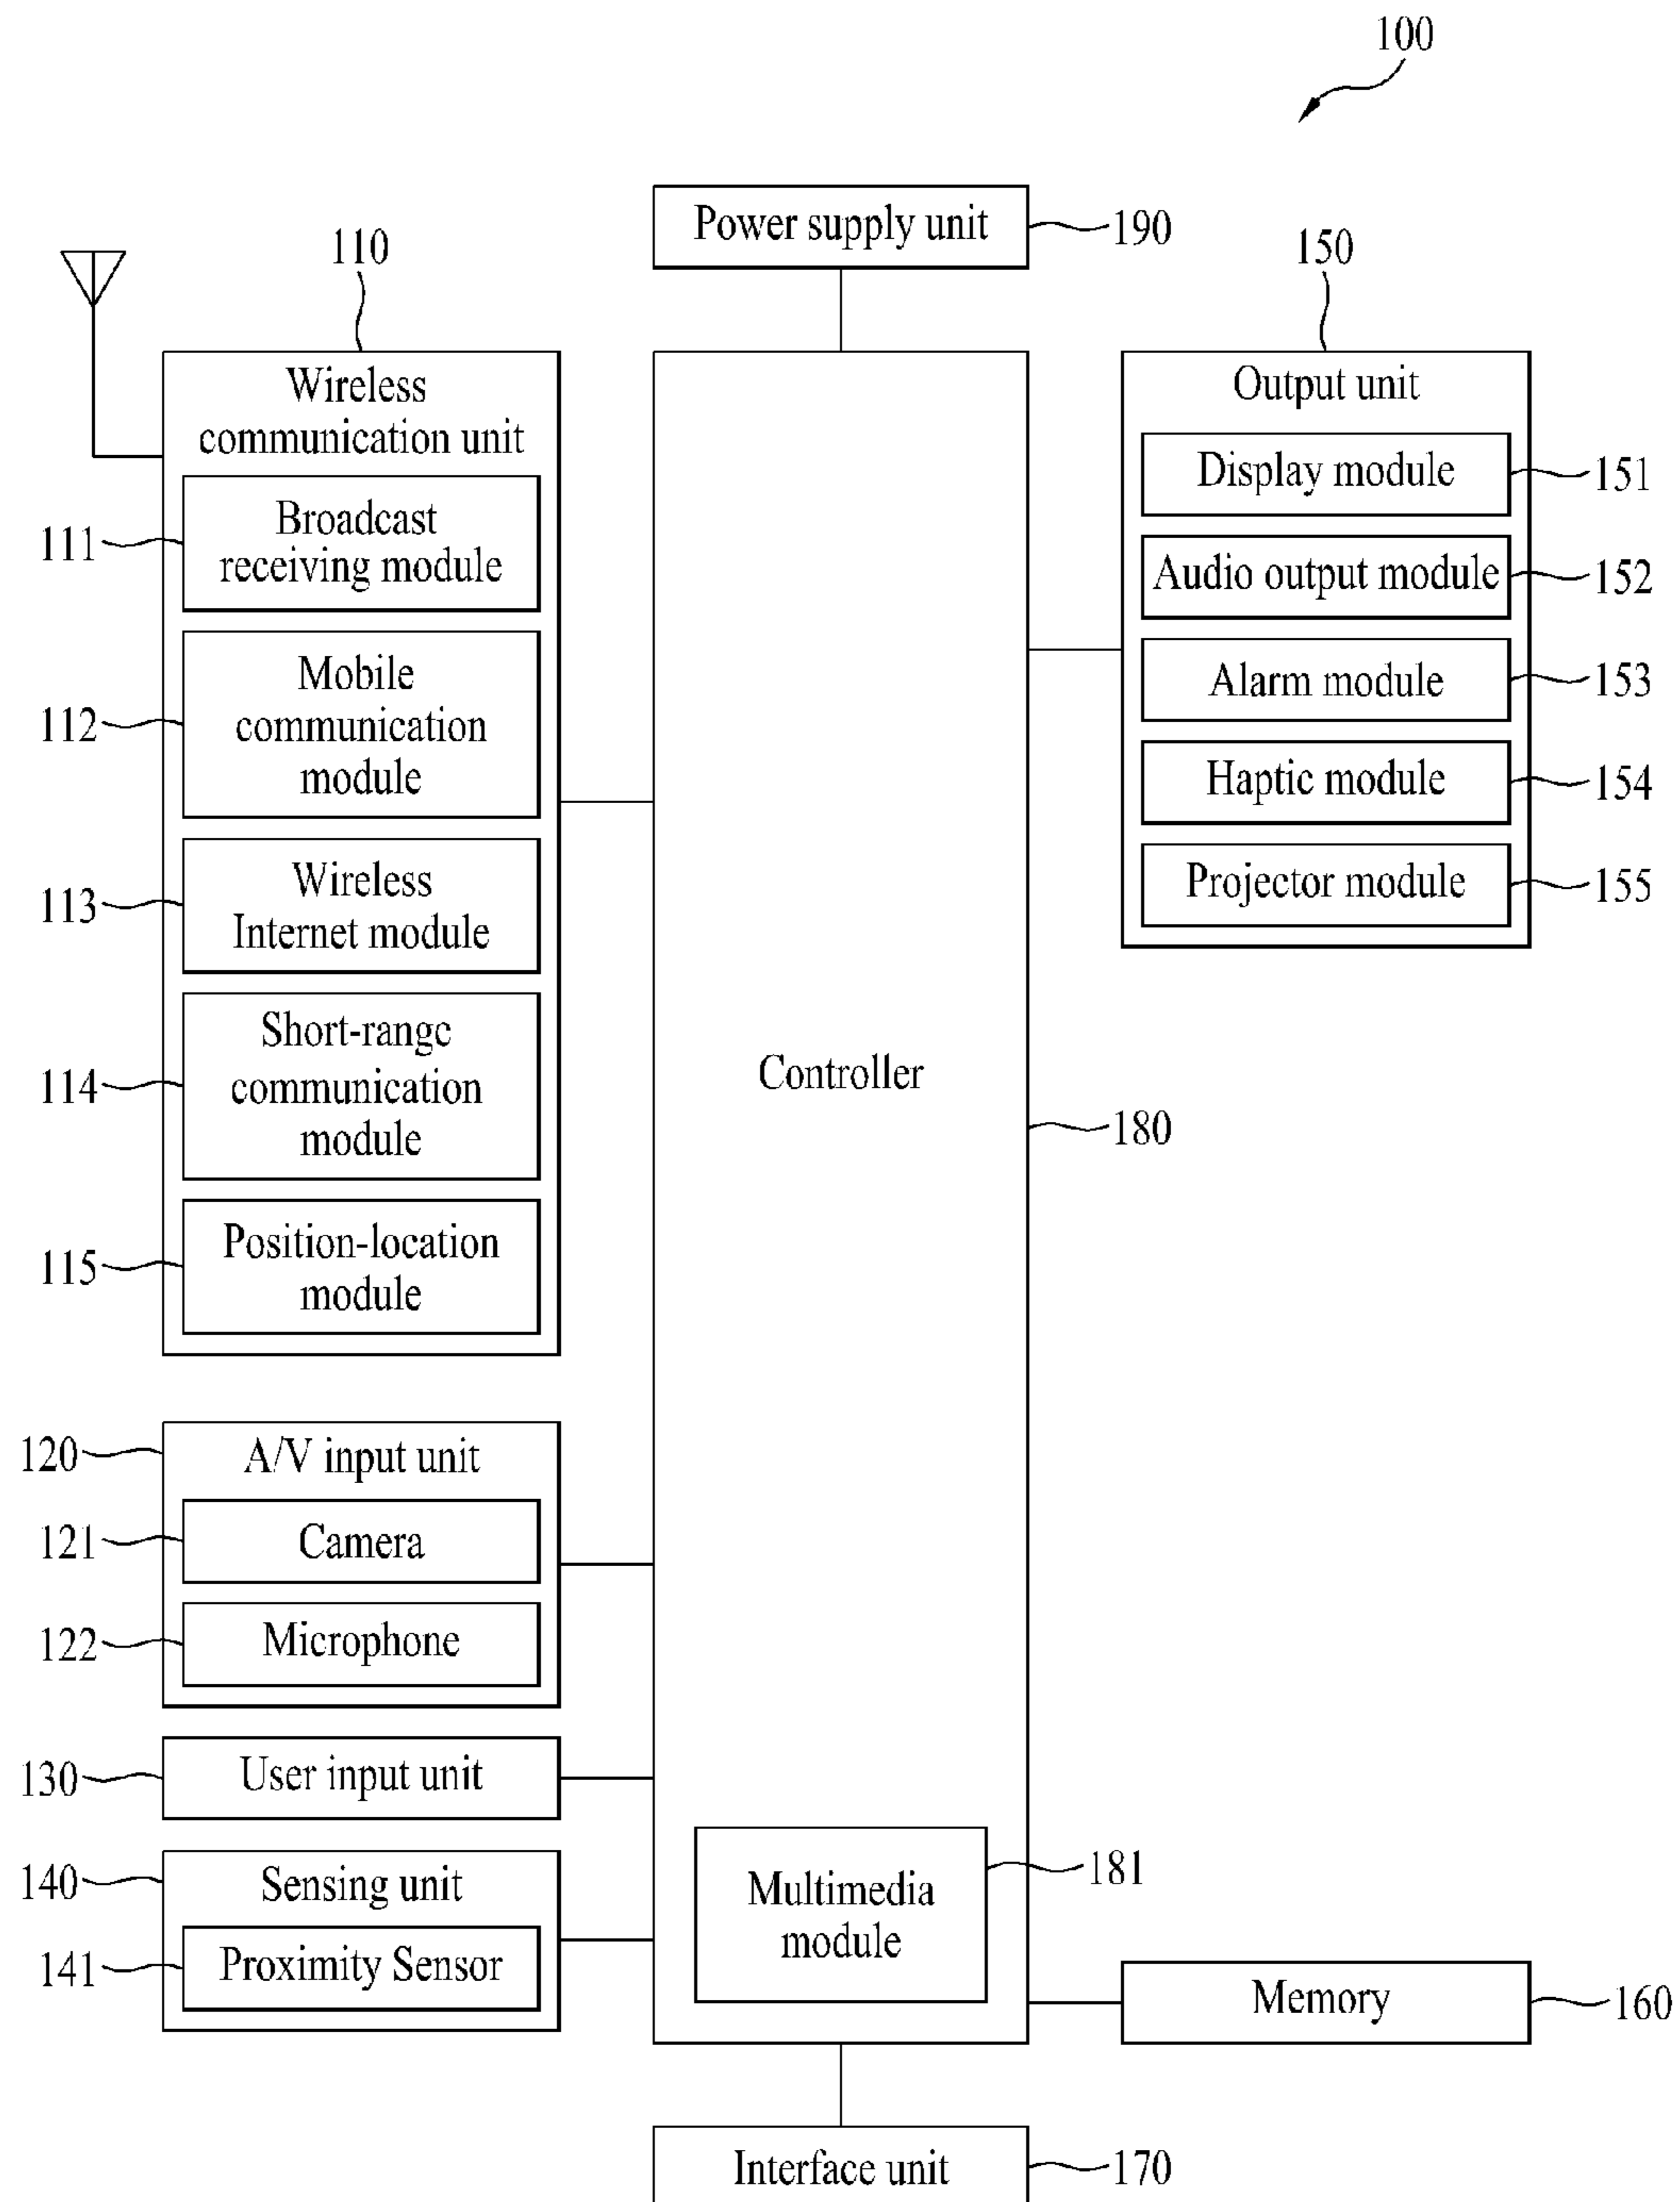 100
Power supply unit
190
110
150
Wireless
communication unit
Broadcast
receiving module
111
Mobile
communication
module
112
Wireless
Internet module
113
Short-range
communication
module
114
Position-location
module
115
120
A/V input unit
121
Camera
122
Microphone
130
User input unit
140
Sensing unit
141
Proximity Sensor
Controller
180
Multimedia
module
181
Output unit
Display module
151
Audio output module
152
Alarm module
153
Haptic module
154
Projector module
155
Memory
160
Interface unit
170